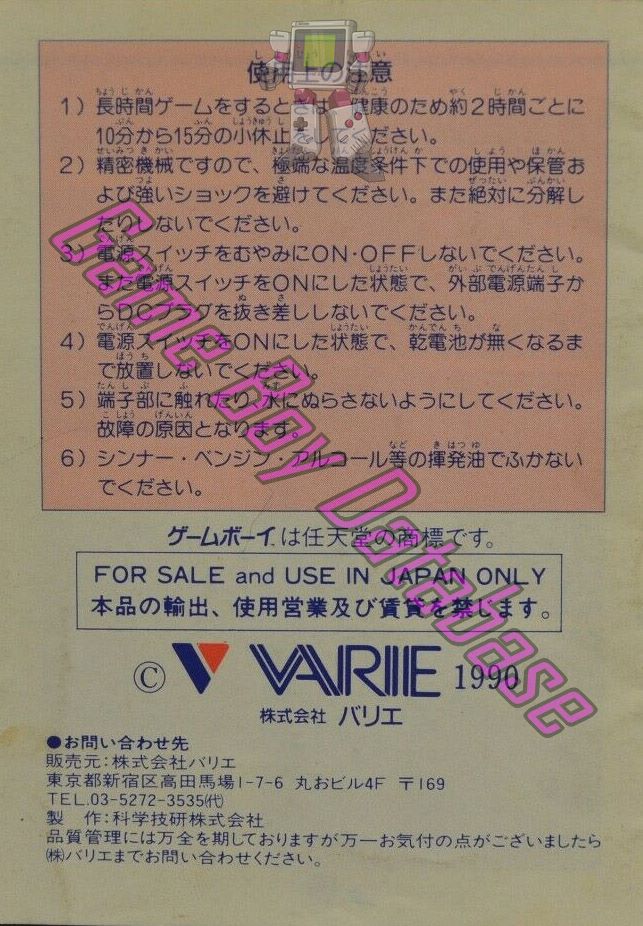 使用上の注意
1）長時間ゲームをするときは、健康のため約2時間ごとに
10分から15分の小休止をしてください。
2）精密機械ですので、極端な温度条件下での使用や保管お
よび強いショックを避けてください。また絶対に分解し
たりしないでください。
3）電源スイッチをむやみにON・OFFしないでください。
また電源スイッチをONにした状態で、外部電源端子か
らDCプラグを抜き差ししないでください。
4）電源スイッチをONにした状態で、乾電池が無くなるま
で放置しないでください。
5）端子部に触れたり、水にぬらさないようにしてください。
故障の原因となります。
6）シンナー・ベンジン・アルコール等の揮発油でふかない
でください。
ゲームボーイは任天堂の商標です。
FOR SALE and USE IN JAPAN ONLY
本品の輸出、使用営業及び賃貸を禁じます。
© VARIE 1990
株式会社 バリエ
●お問い合わせ先
販売元：株式会社バリエ
東京都新宿区高田馬場1-7-6 丸おビル4F 〒169
TEL.03-5272-3535㈹
製 作：科学技研株式会社
品質管理には万全を期しておりますが万一お気付の点がございましたら
㈱バリエまでお問い合わせください。
Game Boy Database